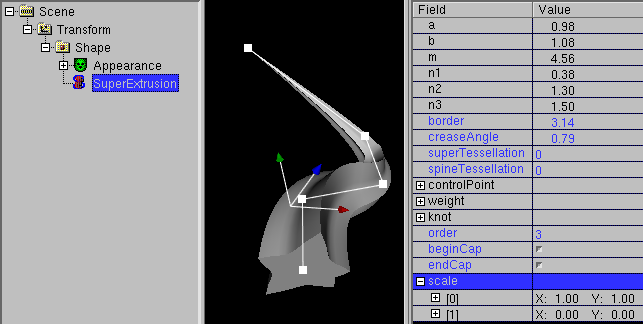 Scene
Transform
Shape
Appearance
SuperExtrusion
Field Value
a 0.98
b 1.08
m 4.56
n1 0.38
n2 1.30
n3 1.50
border 3.14
creaseAngle 0.79
superTessellation 0
spineTessellation 0
controlPoint
weight
knot
order 3
beginCap
endCap
scale
[0] X: 1.00 Y: 1.00
[1] X: 0.00 Y: 0.00